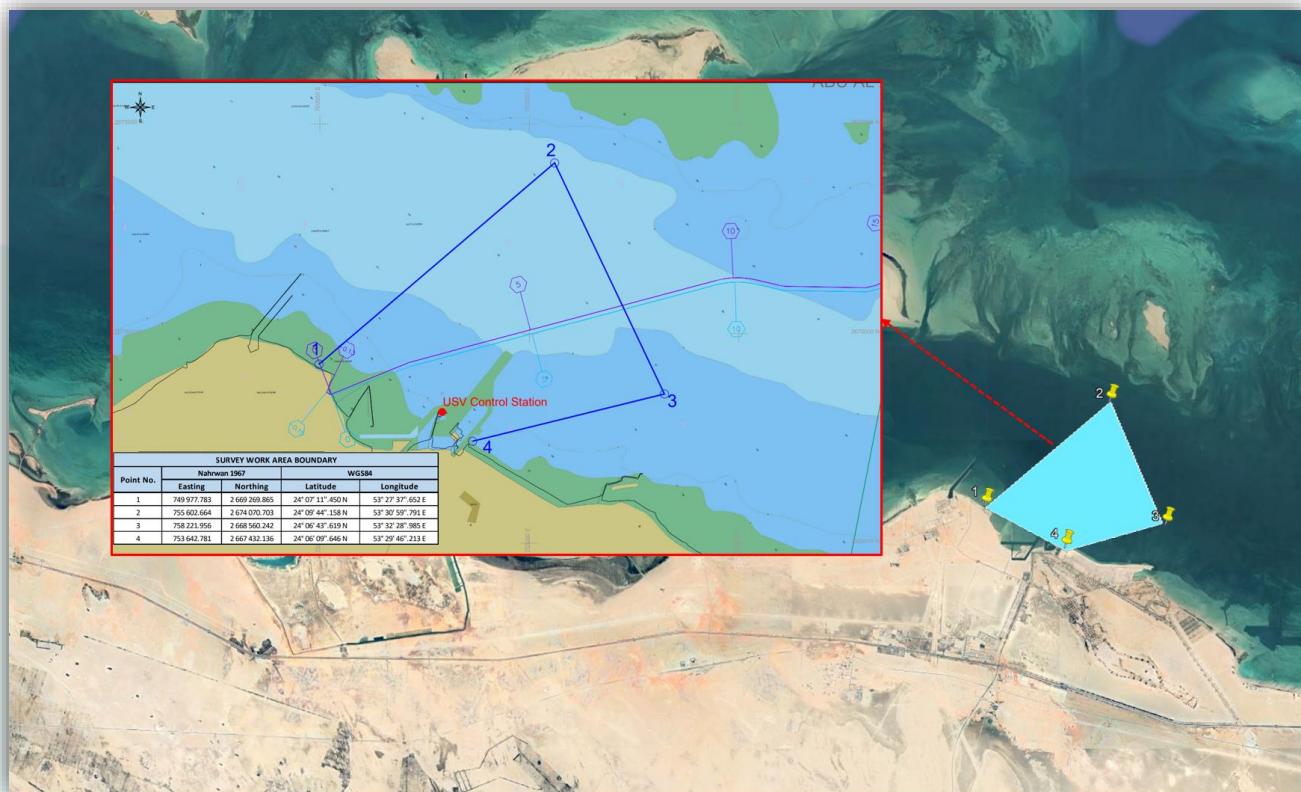 N
W E
S
ABU AL
2
10
15
5
10
1
3
USV Control Station
4
SURVEY WORK AREA BOUNDARY
Point No. Nahrwan 1967 WGS84
Easting Northing Latitude Longitude
1 749 977.783 2 669 269.865 24° 07' 11".450 N 53° 27' 37".652 E
2 755 602.664 2 674 070.703 24° 09' 44".158 N 53° 30' 59".791 E
3 758 221.956 2 668 560.242 24° 06' 43".619 N 53° 32' 28".985 E
4 753 642.781 2 667 432.136 24° 06' 09".646 N 53° 29' 46".213 E
2
1
3
4